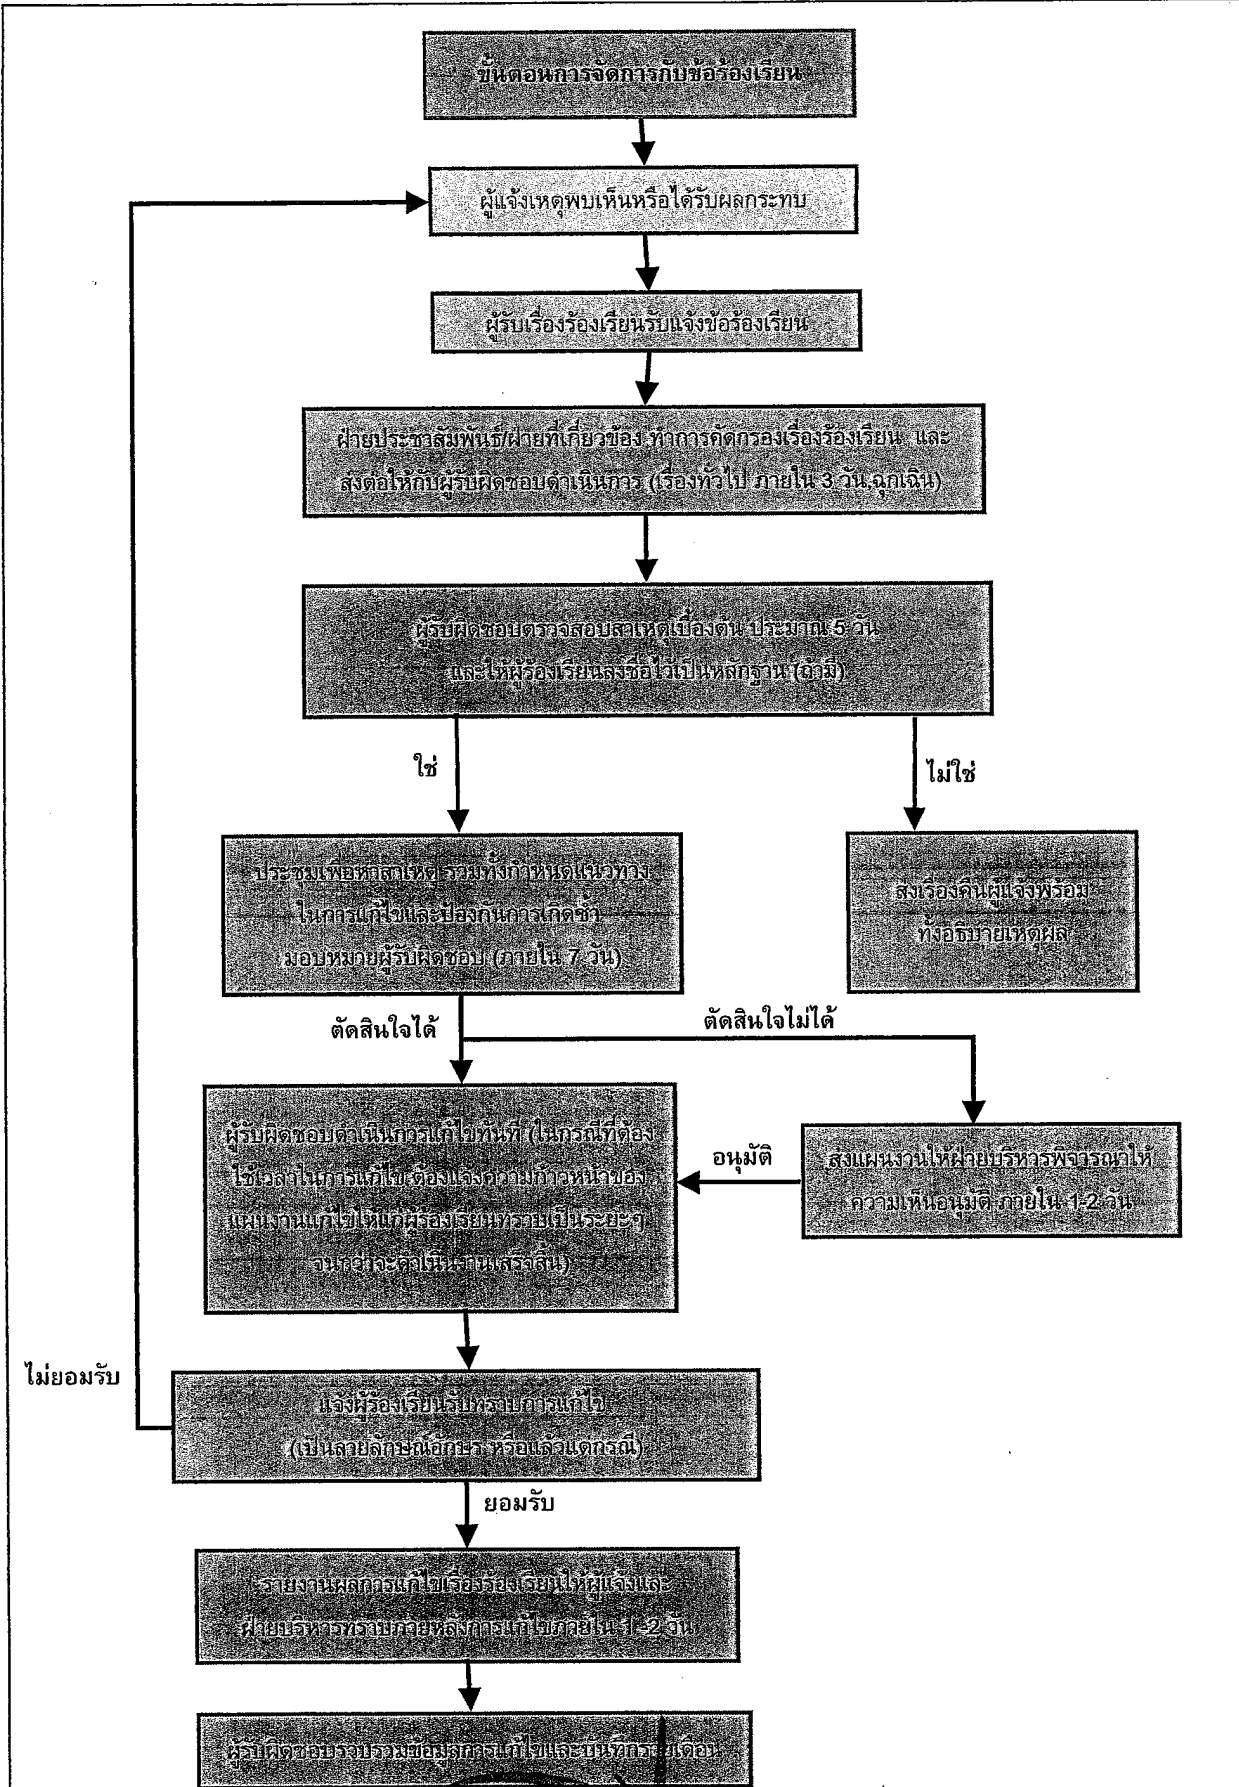 ขั้นตอนการจัดการกับข้อร้องเรียน
ผู้แจ้งเหตุพบเห็นหรือได้รับผลกระทบ
ผู้รับเรื่องร้องเรียนรับแจ้งข้อร้องเรียน
ฝ่ายประชาสัมพันธ์/ฝ่ายที่เกี่ยวข้อง ทำการคัดกรองเรื่องร้องเรียน และ
ส่งต่อให้กับผู้รับผิดชอบดำเนินการ (เรื่องทั่วไป ภายใน 3 วัน,ฉุกเฉิน)
ผู้รับผิดชอบตรวจสอบสาเหตุเบื้องต้น ประมาณ 5 วัน
และให้ผู้ร้องเรียนลงชื่อไว้เป็นหลักฐาน (ถ้ามี)
ใช่
ไม่ใช่
ประชุมเพื่อหาสาเหตุ รวมทั้งกำหนดแนวทาง
ในการแก้ไขและป้องกันการเกิดซ้ำ
มอบหมายผู้รับผิดชอบ (ภายใน 7 วัน)
ส่งเรื่องคืนผู้แจ้งพร้อม
ทั้งอธิบายเหตุผล
ตัดสินใจได้
ตัดสินใจไม่ได้
ผู้รับผิดชอบดำเนินการแก้ไขทันที (ในกรณีที่ต้อง
ใช้เวลาในการแก้ไข ต้องแจ้งความก้าวหน้าของ
แผนงานแก้ไขให้แก่ผู้ร้องเรียนทราบเป็นระยะๆ
จนกว่าจะดำเนินงานเสร็จสิ้น)
อนุมัติ
ส่งแผนงานให้ฝ่ายบริหารพิจารณาให้
ความเห็นอนุมัติ ภายใน 1-2 วัน
ไม่ยอมรับ
แจ้งผู้ร้องเรียนรับทราบการแก้ไข
(เป็นลายลักษณ์อักษร หรือแล้วแต่กรณี)
ยอมรับ
รายงานผลการแก้ไขเรื่องร้องเรียนให้ผู้แจ้งและ
ฝ่ายบริหารทราบภายหลังการแก้ไขภายใน 1-2 วัน
ผู้รับผิดชอบรวบรวมข้อมูลการแก้ไขและบันทึกรายเดือน